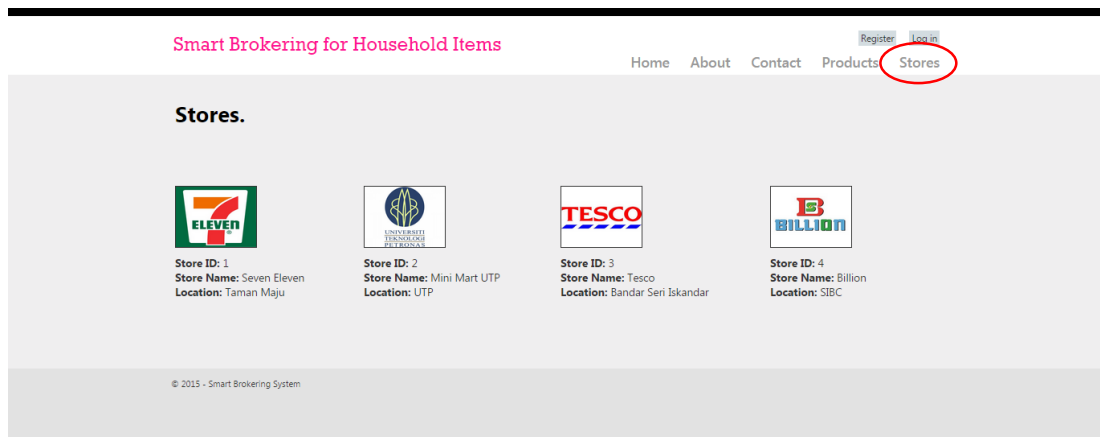 Smart Brokering for Household Items
Register Log in
Home About Contact Products Stores
Stores.
7
ELEVEn
UNIVERSITI
TEKNOLOGI
PETRONAS
TESCO
B
BILLION
Store ID: 1
Store Name: Seven Eleven
Location: Taman Maju
Store ID: 2
Store Name: Mini Mart UTP
Location: UTP
Store ID: 3
Store Name: Tesco
Location: Bandar Seri Iskandar
Store ID: 4
Store Name: Billion
Location: SIBC
© 2015 - Smart Brokering System